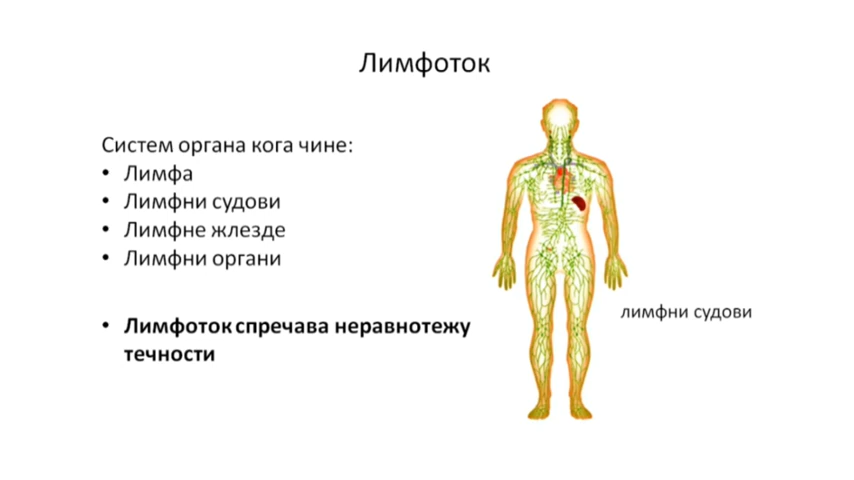 Лимфоток
Систем органа кога чине:
• Лимфа
• Лимфни судови
• Лимфне жлезде
• Лимфни органи
• Лимфоток спречава неравнотежу
течности
лимфни судови